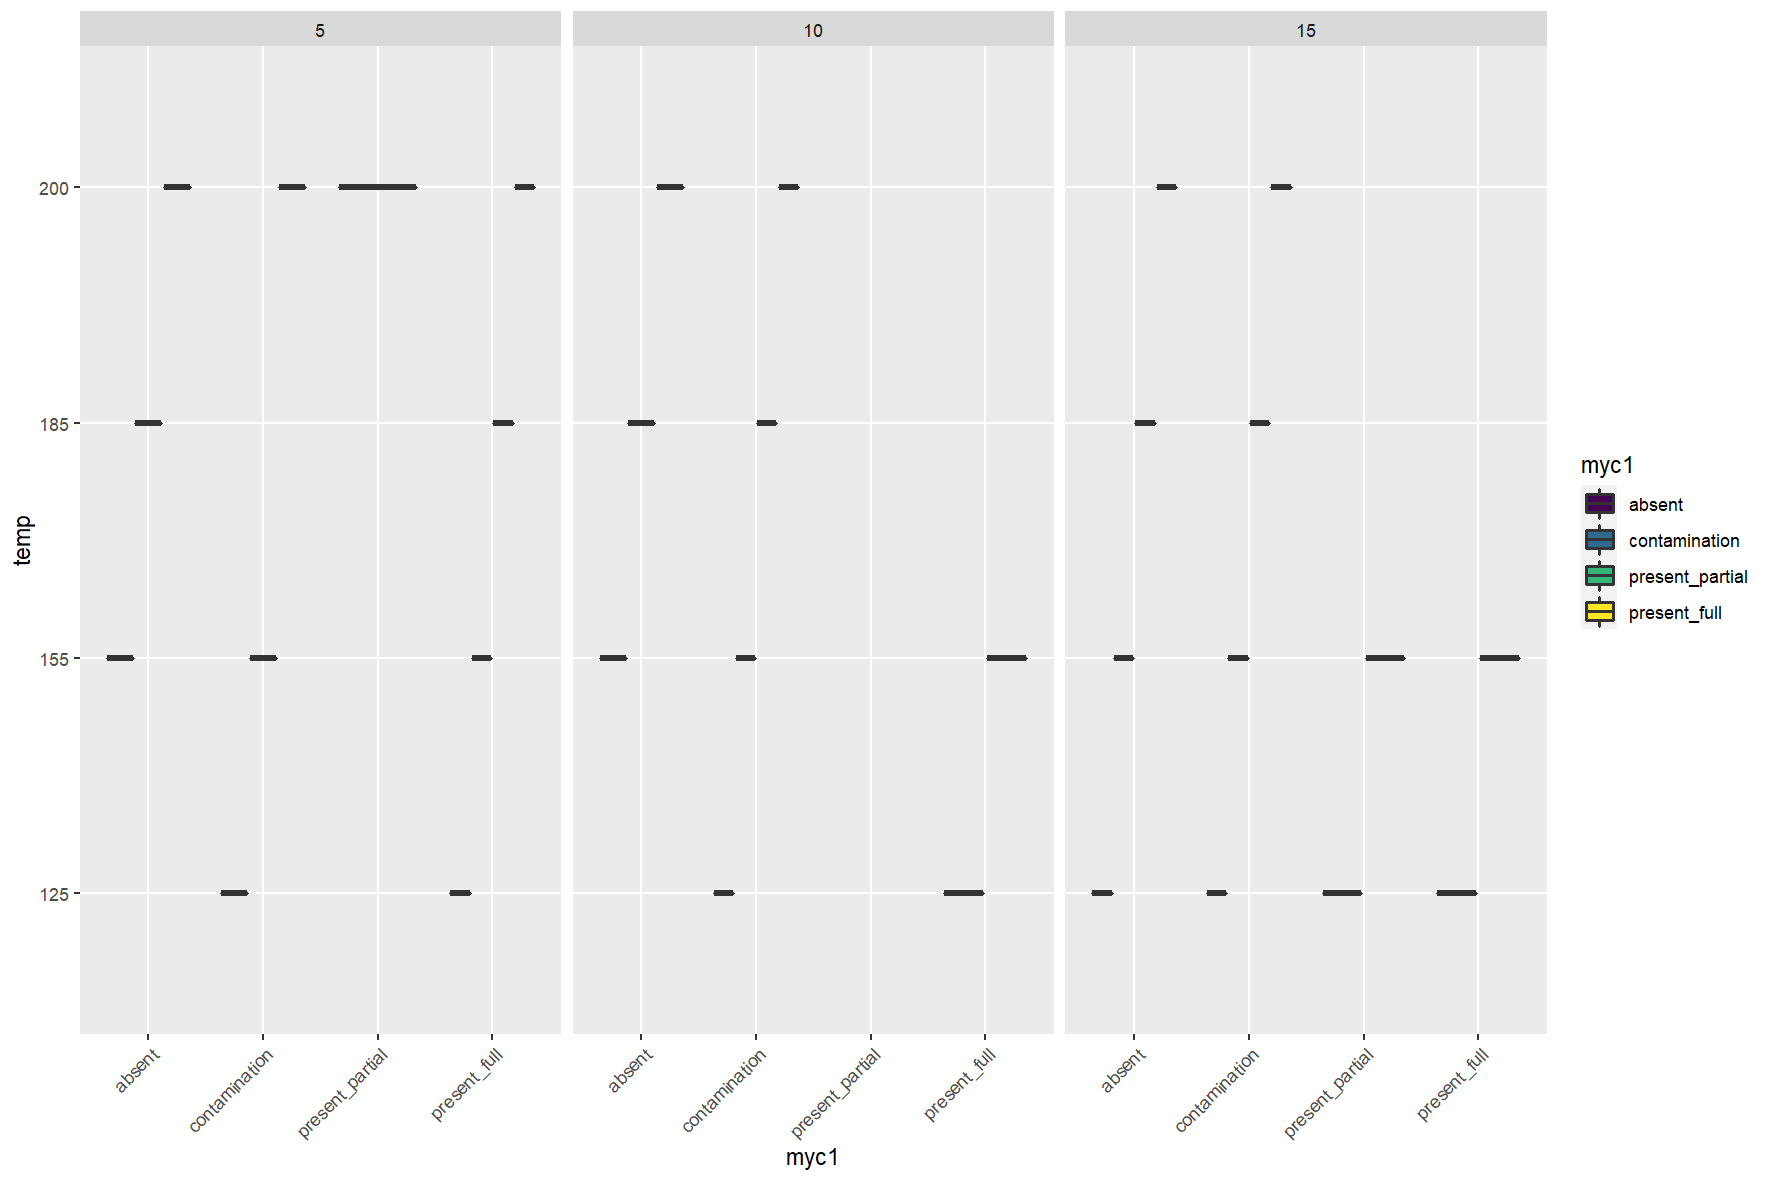 5 10 15
200
185
155
125
temp
absent contamination present_partial present_full absent contamination present_partial present_full absent contamination present_partial present_full
myc1
myc1
absent
contamination
present_partial
present_full